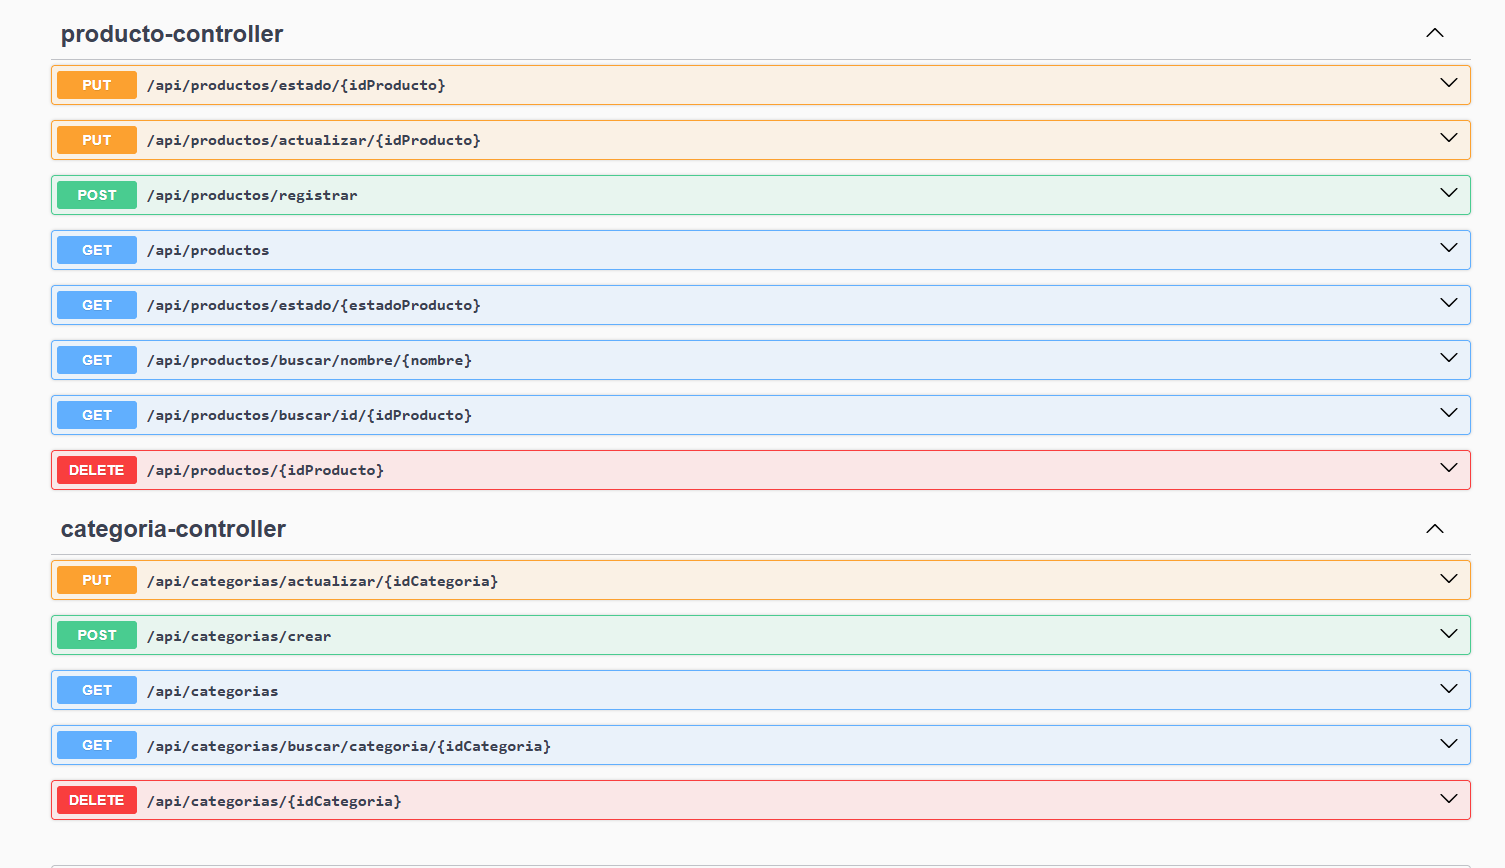 producto-controller
PUT /api/productos/estado/{idProducto}
PUT /api/productos/actualizar/{idProducto}
POST /api/productos/registrar
GET /api/productos
GET /api/productos/estado/{estadoProducto}
GET /api/productos/buscar/nombre/{nombre}
GET /api/productos/buscar/id/{idProducto}
DELETE /api/productos/{idProducto}
categoria-controller
PUT /api/categorias/actualizar/{idCategoria}
POST /api/categorias/crear
GET /api/categorias
GET /api/categorias/buscar/categoria/{idCategoria}
DELETE /api/categorias/{idCategoria}